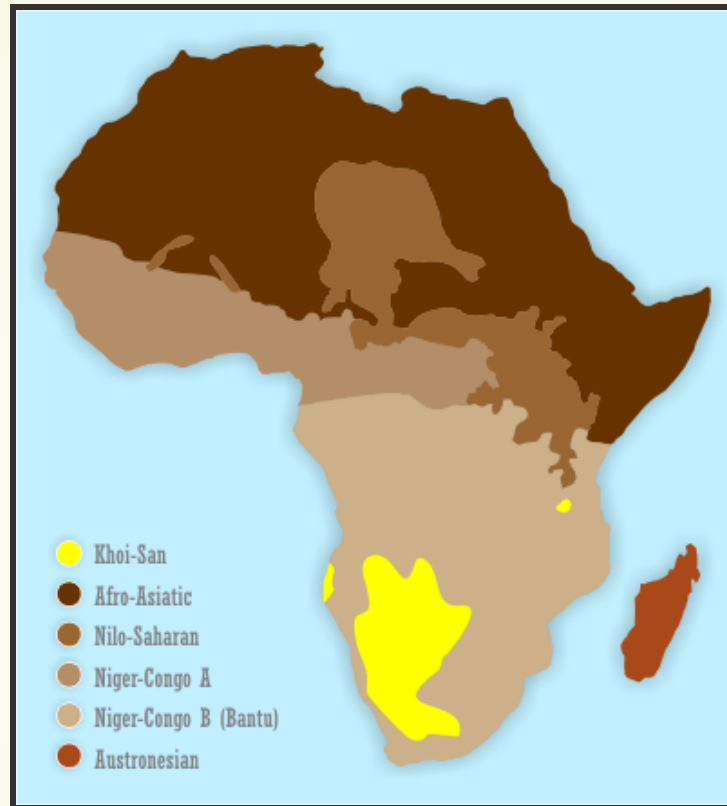 Khoi-San
Afro-Asiatic
Nilo-Saharan
Niger-Congo A
Niger-Congo B (Bantu)
Austronesian